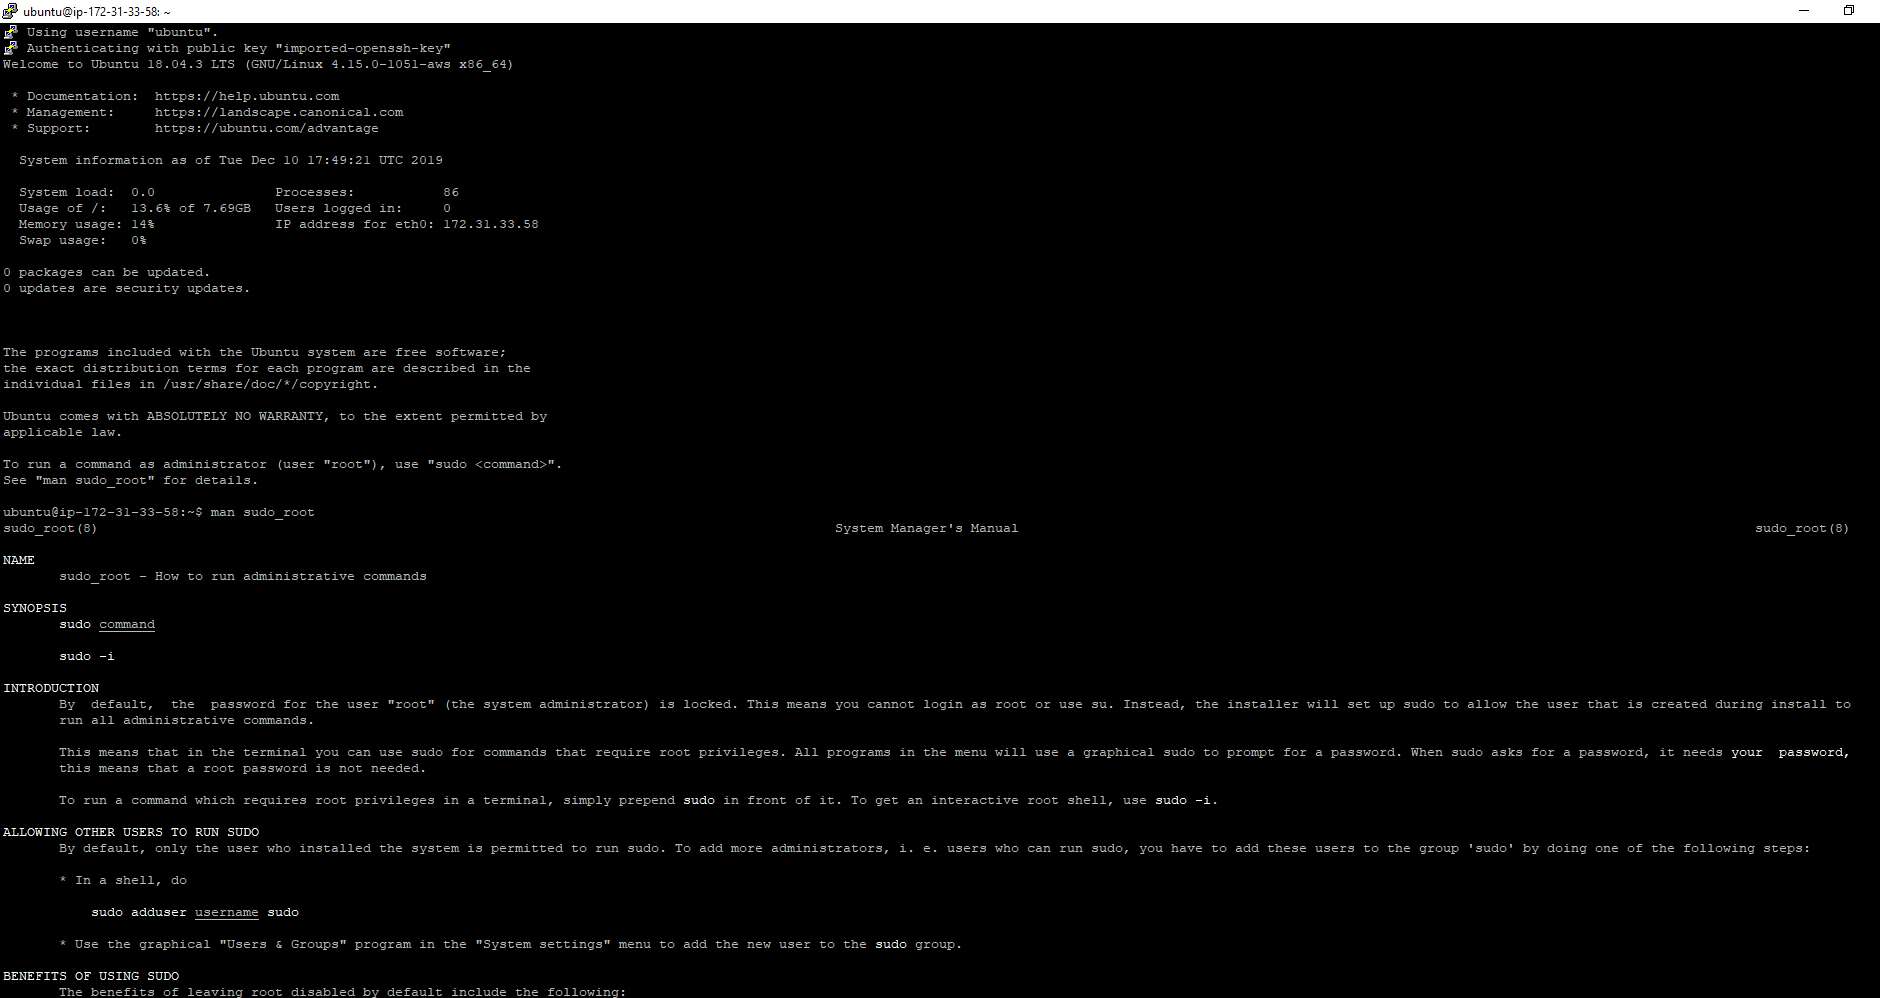 ubuntu@ip-172-31-33-58: ~
Using username "ubuntu".
Authenticating with public key "imported-openssh-key"
Welcome to Ubuntu 18.04.3 LTS (GNU/Linux 4.15.0-1051-aws x86_64)
* Documentation:  https://help.ubuntu.com
* Management:     https://landscape.canonical.com
* Support:        https://ubuntu.com/advantage
System information as of Tue Dec 10 17:49:21 UTC 2019
System load:  0.0               Processes:           86
Usage of /:   13.6% of 7.69GB   Users logged in:     0
Memory usage: 14%               IP address for eth0: 172.31.33.58
Swap usage:   0%
0 packages can be updated.
0 updates are security updates.
The programs included with the Ubuntu system are free software;
the exact distribution terms for each program are described in the
individual files in /usr/share/doc/*/copyright.
Ubuntu comes with ABSOLUTELY NO WARRANTY, to the extent permitted by
applicable law.
To run a command as administrator (user "root"), use "sudo <command>".
See "man sudo_root" for details.
ubuntu@ip-172-31-33-58:~$ man sudo_root
sudo_root(8) System Manager's Manual sudo_root(8)
NAME
sudo_root - How to run administrative commands
SYNOPSIS
sudo command
sudo -i
INTRODUCTION
By  default,  the  password for the user "root" (the system administrator) is locked. This means you cannot login as root or use su. Instead, the installer will set up sudo to allow the user that is created during install to
run all administrative commands.
This means that in the terminal you can use sudo for commands that require root privileges. All programs in the menu will use a graphical sudo to prompt for a password. When sudo asks for a password, it needs your  password,
this means that a root password is not needed.
To run a command which requires root privileges in a terminal, simply prepend sudo in front of it. To get an interactive root shell, use sudo -i.
ALLOWING OTHER USERS TO RUN SUDO
By default, only the user who installed the system is permitted to run sudo. To add more administrators, i. e. users who can run sudo, you have to add these users to the group 'sudo' by doing one of the following steps:
* In a shell, do
sudo adduser username sudo
* Use the graphical "Users & Groups" program in the "System settings" menu to add the new user to the sudo group.
BENEFITS OF USING SUDO
The benefits of leaving root disabled by default include the following: